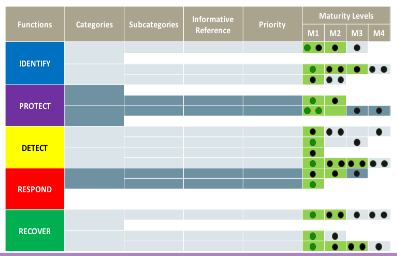 Functions Categories Subcategories Informative Reference Priority Maturity Levels
M1 M2 M3 M4
IDENTIFY
PROTECT
DETECT
RESPOND
RECOVER